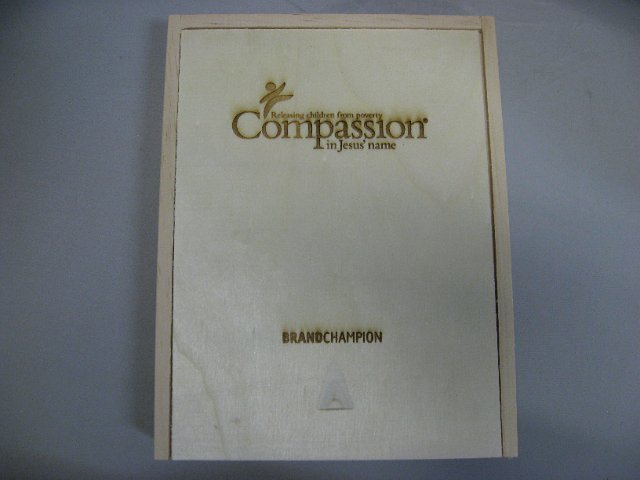 Releasing children from poverty
Compassion®
in Jesus' name
BRANDCHAMPION